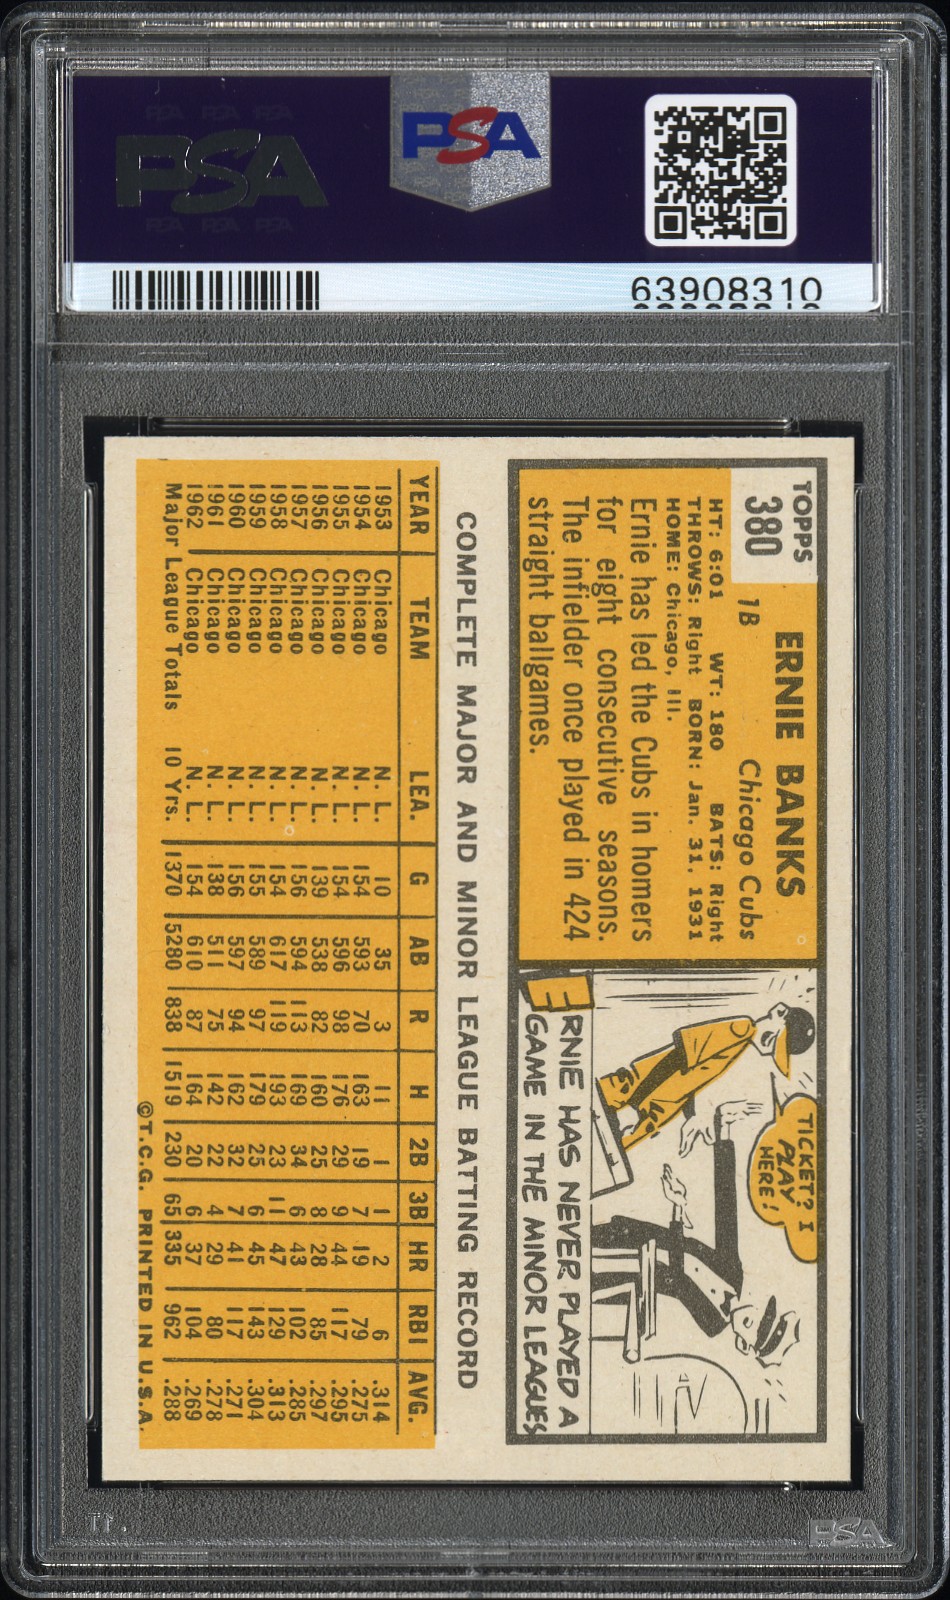 PSA PSA PSA
PSA
PSA PSA PSA
PSA
63908310
TOPPS
380
ERNIE BANKS
1B Chicago Cubs
HT: 6:01 WT: 180 BATS: Right
THROWS: Right BORN: Jan. 31, 1931
HOME: Chicago, Ill.
Ernie has led the Cubs in homers
for eight consecutive seasons.
The infielder once played in 424
straight ballgames.
TICKET? I
PLAY
HERE!
ERNIE HAS NEVER PLAYED A
GAME IN THE MINOR LEAGUES
COMPLETE MAJOR AND MINOR LEAGUE BATTING RECORD
YEAR TEAM LEA. G AB R H 2B 3B HR RBI AVG.
1953 Chicago N. L. 10 35 3 11 1 1 2 6 .314
1954 Chicago N. L. 154 593 70 163 19 7 19 79 .275
1955 Chicago N. L. 154 596 98 176 29 9 44 117 .295
1956 Chicago N. L. 139 538 82 160 25 8 28 85 .297
1957 Chicago N. L. 156 594 113 169 34 6 43 102 .285
1958 Chicago N. L. 154 617 119 193 23 11 47 129 .313
1959 Chicago N. L. 155 589 97 179 25 6 45 143 .304
1960 Chicago N. L. 156 597 94 162 32 7 41 117 .271
1961 Chicago N. L. 138 511 75 142 22 4 29 80 .278
1962 Chicago N. L. 154 610 87 164 20 6 37 104 .269
Major League Totals 10 Yrs. 1370 5280 838 1519 230 65 335 962 .288
©T.C.G. PRINTED IN U.S.A.
PSA